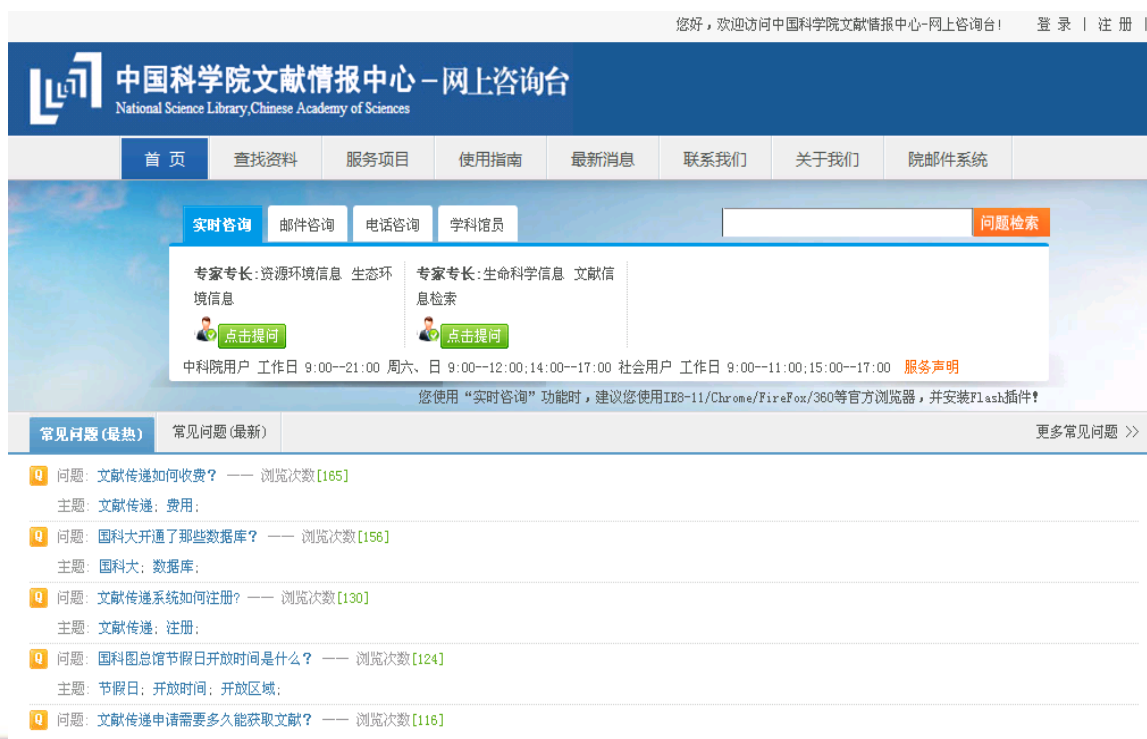 您好，欢迎访问中国科学院文献情报中心-网上咨询台！ 登 录 | 注 册 |
中国科学院文献情报中心－网上咨询台
National Science Library,Chinese Academy of Sciences
首 页 查找资料 服务项目 使用指南 最新消息 联系我们 关于我们 院邮件系统
实时咨询 邮件咨询 电话咨询 学科馆员 问题检索
专家专长:资源环境信息 生态环 专家专长:生命科学信息 文献信
境信息 息检索
点击提问 点击提问
中科院用户 工作日 9:00--21:00 周六、日 9:00--12:00;14:00--17:00 社会用户 工作日 9:00--11:00;15:00--17:00 服务声明
您使用“实时咨询”功能时，建议您使用IE8-11/Chrome/FireFox/360等官方浏览器，并安装Flash插件！
常见问题(最热) 常见问题(最新) 更多常见问题 >>
Q 问题: 文献传递如何收费？ —— 浏览次数[165]
主题: 文献传递; 费用;
Q 问题: 国科大开通了那些数据库？ —— 浏览次数[156]
主题: 国科大; 数据库;
Q 问题: 文献传递系统如何注册? —— 浏览次数[130]
主题: 文献传递; 注册;
Q 问题: 国科图总馆节假日开放时间是什么？ —— 浏览次数[124]
主题: 节假日; 开放时间; 开放区域;
Q 问题: 文献传递申请需要多久能获取文献？ —— 浏览次数[116]